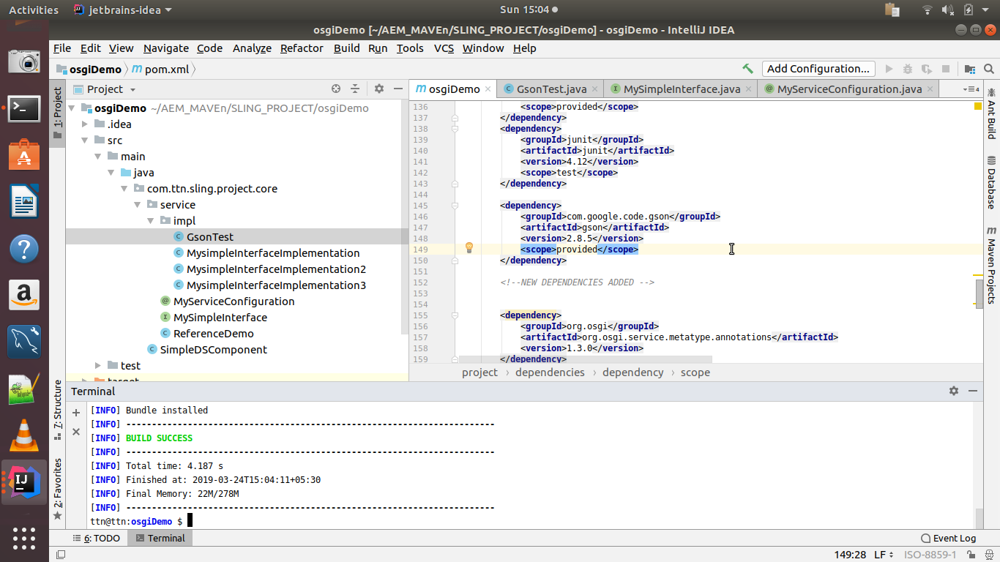 Activities
jetbrains-idea
Sun 15:04
osgiDemo [~/AEM_MAVEn/SLING_PROJECT/osgiDemo] - osgiDemo - IntelliJ IDEA
File Edit View Navigate Code Analyze Refactor Build Run Tools VCS Window Help
osgiDemo
pom.xml
Add Configuration...
1: Project
7: Structure
2: Favorites
Project
osgiDemo ~/AEM_MAVEn/SLING_PROJECT/osgiDemo
.idea
src
main
java
com.ttn.sling.project.core
service
impl
GsonTest
MysimpleInterfaceImplementation
MysimpleInterfaceImplementation2
MysimpleInterfaceImplementation3
MyServiceConfiguration
MySimpleInterface
ReferenceDemo
SimpleDSComponent
test
target
osgiDemo
GsonTest.java
MySimpleInterface.java
MyServiceConfiguration.java
4
136 <scope>provided</scope>
137 </dependency>
138 <dependency>
139 <groupId>junit</groupId>
140 <artifactId>junit</artifactId>
141 <version>4.12</version>
142 <scope>test</scope>
143 </dependency>
144
145 <dependency>
146 <groupId>com.google.code.gson</groupId>
147 <artifactId>gson</artifactId>
148 <version>2.8.5</version>
149 <scope>provided</scope>
150 </dependency>
151
152 <!--NEW DEPENDENCIES ADDED -->
153
154
155 <dependency>
156 <groupId>org.osgi</groupId>
157 <artifactId>org.osgi.service.metatype.annotations</artifactId>
158 <version>1.3.0</version>
159 </dependency>
project › dependencies › dependency › scope
Ant Build
Database
Maven Projects
Terminal
[INFO] Bundle installed
[INFO] ------------------------------------------------------------------------
[INFO] BUILD SUCCESS
[INFO] ------------------------------------------------------------------------
[INFO] Total time: 4.187 s
[INFO] Finished at: 2019-03-24T15:04:11+05:30
[INFO] Final Memory: 22M/278M
[INFO] ------------------------------------------------------------------------
ttn@ttn:osgiDemo $
6: TODO
Terminal
Event Log
149:28 LF ISO-8859-1